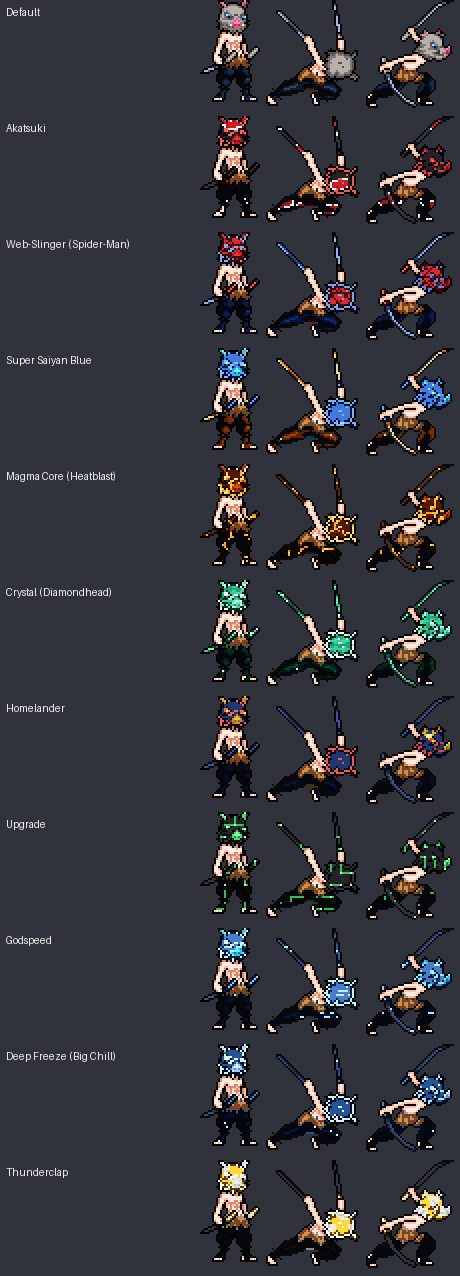 Default
Akatsuki
Web-Slinger (Spider-Man)
Super Saiyan Blue
Magma Core (Heatblast)
Crystal (Diamondhead)
Homelander
Upgrade
Godspeed
Deep Freeze (Big Chill)
Thunderclap